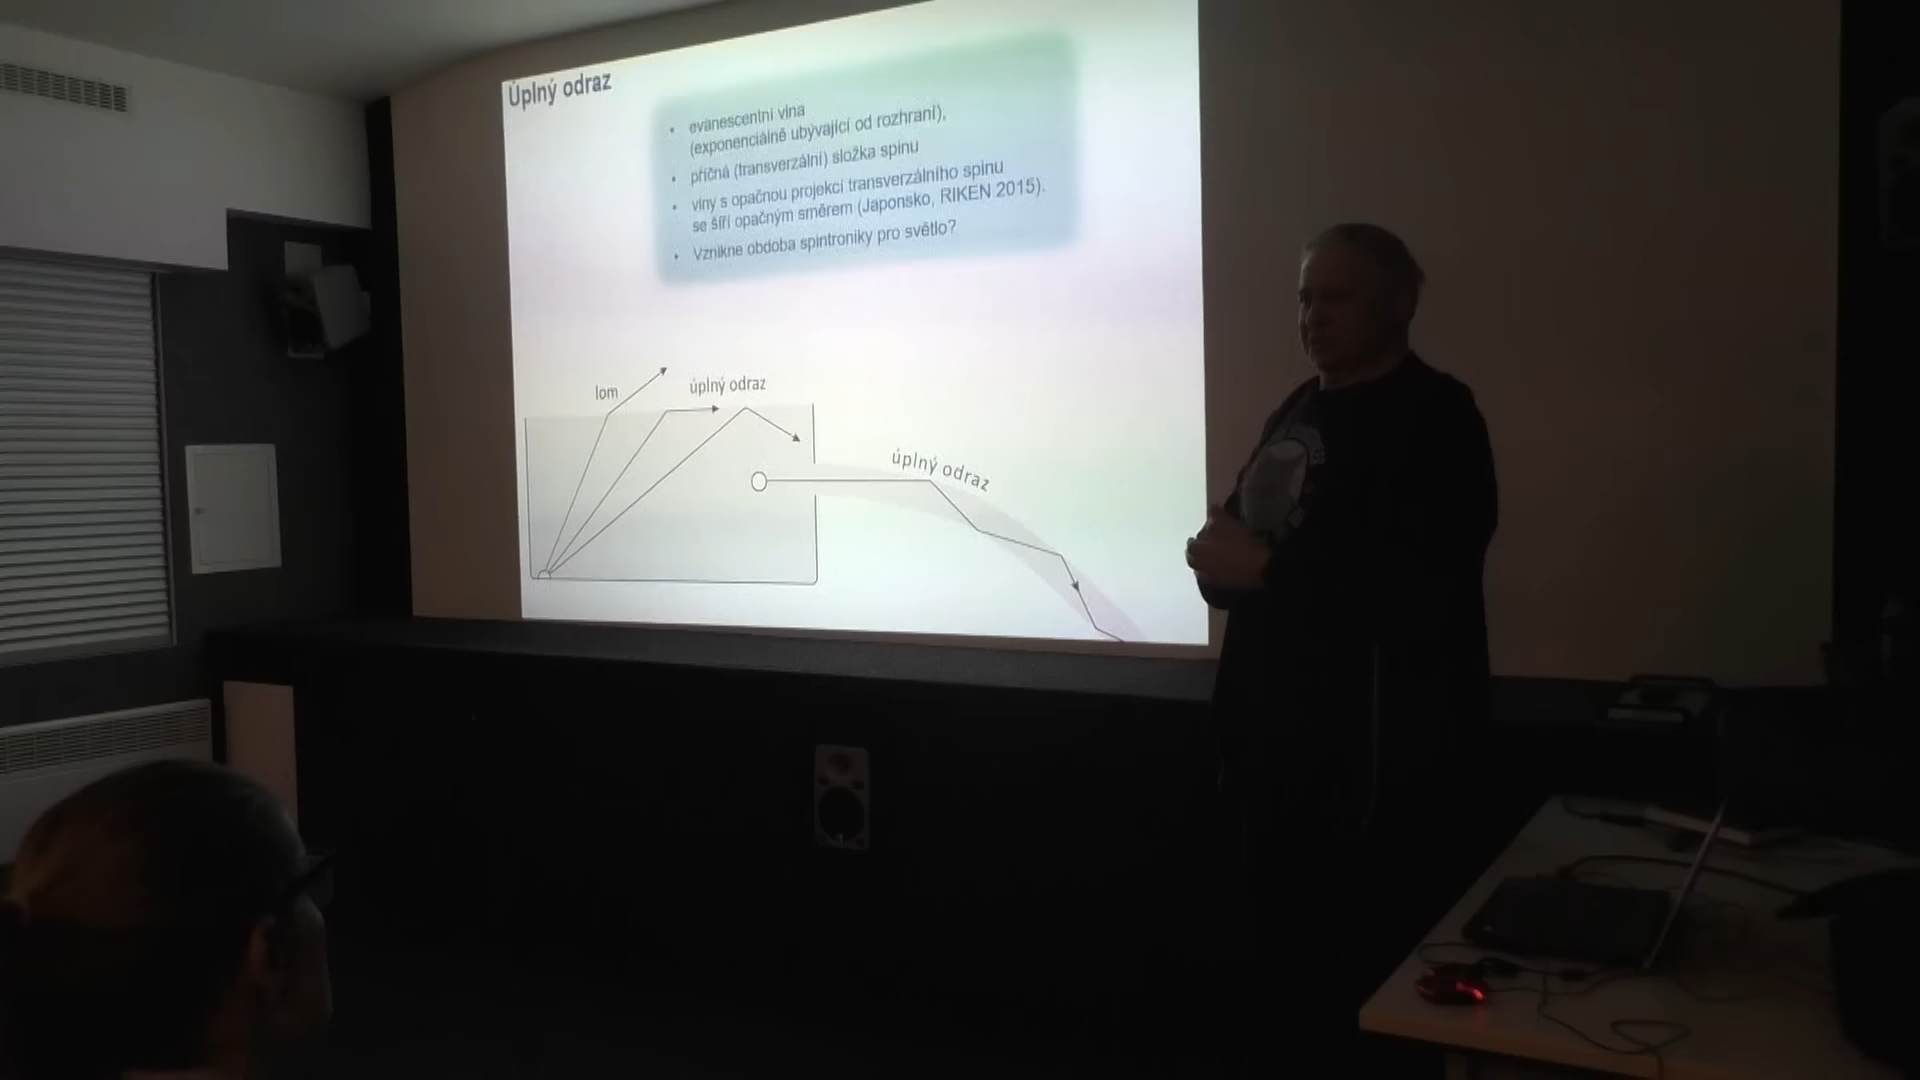 Úplný odraz
• evanescentní vlna
(exponenciálně ubývající od rozhraní),
• příčná (transverzální) složka spinu
• vlny s opačnou projekcí transverzálního spinu
se šíří opačným směrem (Japonsko, RIKEN 2015).
• Vznikne obdoba spintroniky pro světlo?
lom
úplný odraz
úplný odraz